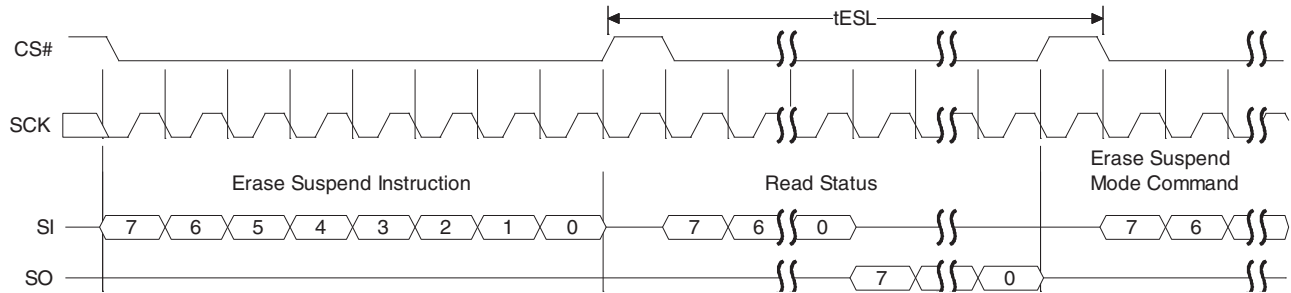 tESL
CS#
SCK
Erase Suspend Instruction
Read Status
Erase Suspend
Mode Command
SI
7 6 5 4 3 2 1 0
7 6 0
7 6
SO
7 0